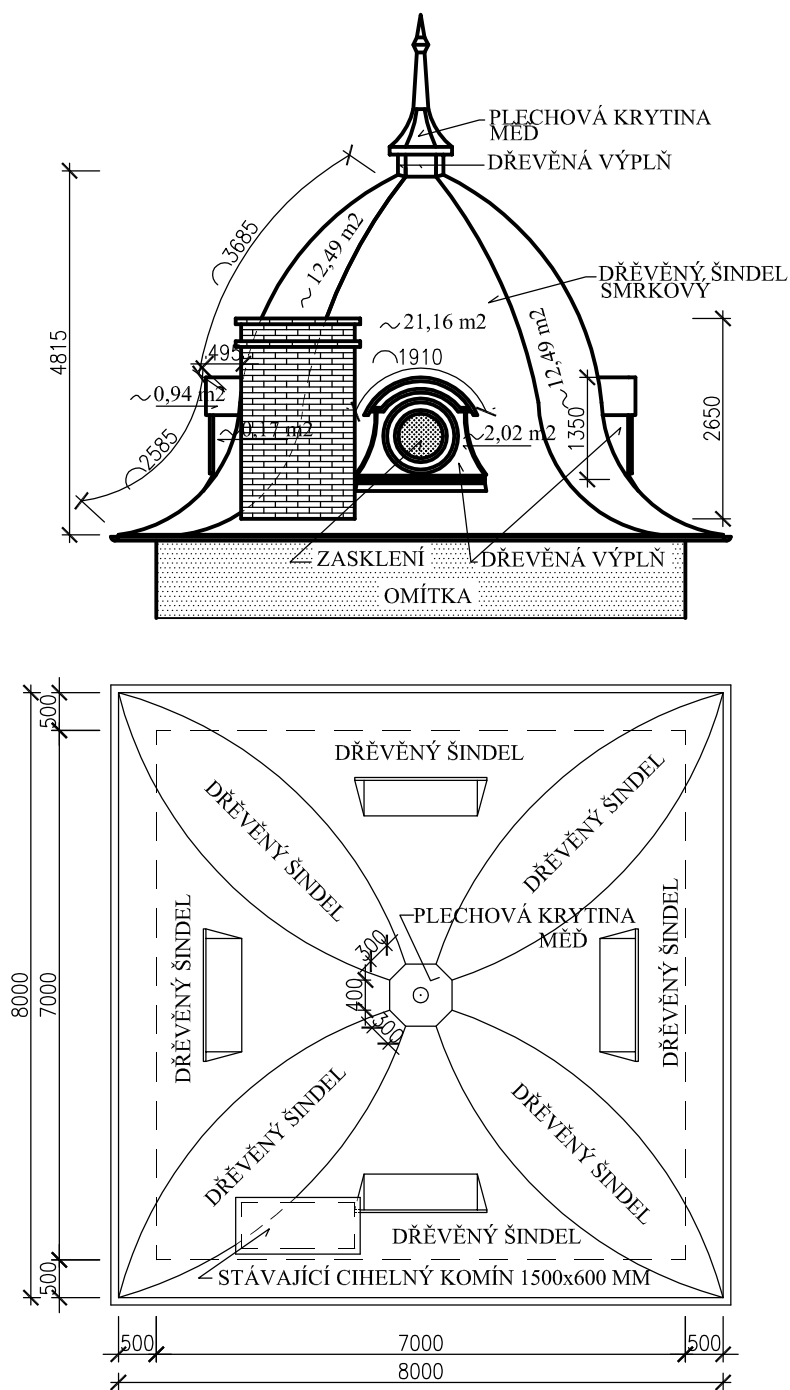 PLECHOVÁ KRYTINA
MĚĎ
DŘEVĚNÁ VÝPLŇ
3685
~ 12,49 m2
DŘEVĚNÝ ŠINDEL
SMRKOVÝ
~ 21,16 m2
~ 12,49 m2
4815
495
1910
~ 0,94 m2
~ 2,02 m2
1350
2650
2585
ZASKLENÍ
DŘEVĚNÁ VÝPLŇ
OMÍTKA
500
DŘEVĚNÝ ŠINDEL
DŘEVĚNÝ ŠINDEL
DŘEVĚNÝ ŠINDEL
DŘEVĚNÝ ŠINDEL
DŘEVĚNÝ ŠINDEL
PLECHOVÁ KRYTINA
MĚĎ
300
400
300
8000
7000
DŘEVĚNÝ ŠINDEL
DŘEVĚNÝ ŠINDEL
DŘEVĚNÝ ŠINDEL
STÁVAJÍCÍ CIHELNÝ KOMÍN 1500x600 MM
500
500
7000
500
8000